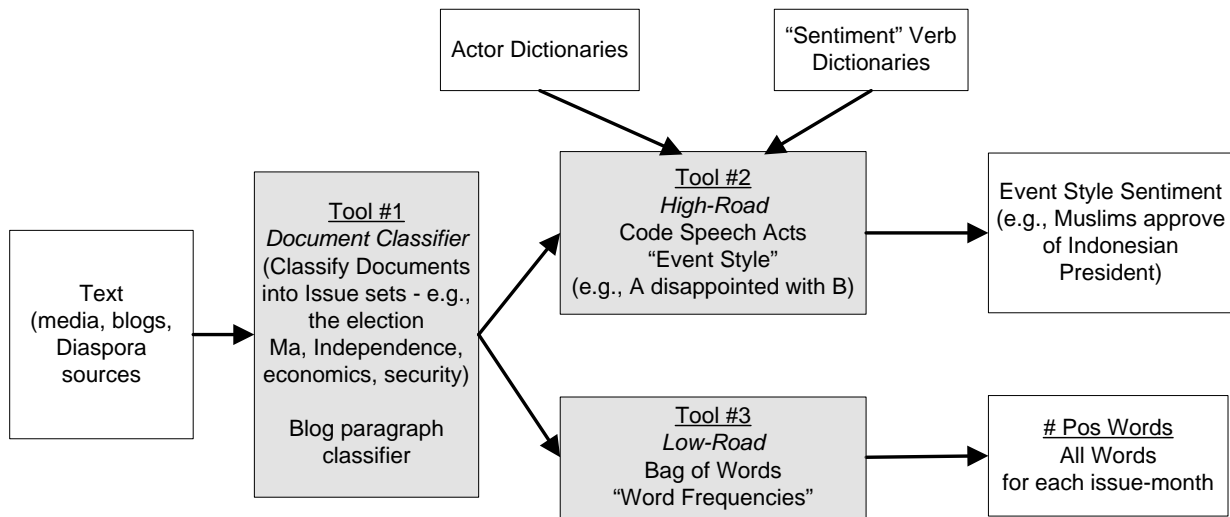 Actor Dictionaries
“Sentiment” Verb
Dictionaries
Text
(media, blogs,
Diaspora
sources
Tool #1
Document Classifier
(Classify Documents
into Issue sets - e.g.,
the election
Ma, Independence,
economics, security)
Blog paragraph
classifier
Tool #2
High-Road
Code Speech Acts
“Event Style”
(e.g., A disappointed with B)
Event Style Sentiment
(e.g., Muslims approve
of Indonesian
President)
Tool #3
Low-Road
Bag of Words
“Word Frequencies”
# Pos Words
All Words
for each issue-month